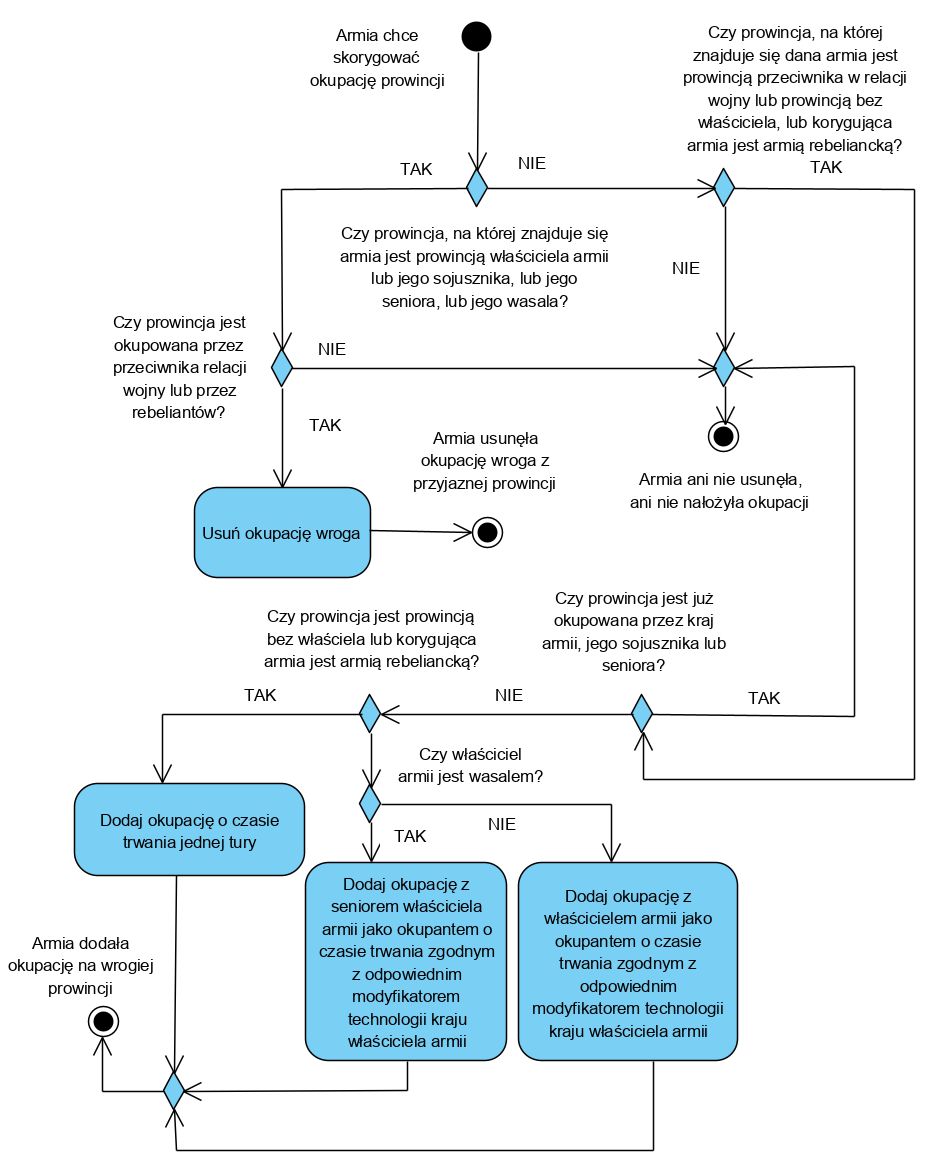 Armia chce
skorygować
okupację prowincji
Czy prowincja, na której
znajduje się dana armia jest
prowincją przeciwnika w relacji
wojny lub prowincją bez
właściciela, lub korygująca
armia jest armią rebeliancką?
TAK
NIE
TAK
Czy prowincja, na której znajduje się
armia jest prowincją właściciela armii
lub jego sojusznika, lub jego
seniora, lub jego wasala?
NIE
Czy prowincja jest
okupowana przez
przeciwnika relacji
wojny lub przez
rebeliantów?
NIE
TAK
Armia usunęła
okupację wroga z
przyjaznej prowincji
Armia ani nie usunęła,
ani nie nałożyła okupacji
Usuń okupację wroga
Czy prowincja jest prowincją
bez właściela lub korygująca
armia jest armią rebeliancką?
Czy prowincja jest już
okupowana przez kraj
armii, jego sojusznika lub
seniora?
TAK
NIE
TAK
Czy właściciel
armii jest wasalem?
Dodaj okupację o czasie
trwania jednej tury
TAK
NIE
Dodaj okupację z
seniorem właściciela
armii jako okupantem o
czasie trwania zgodnym
z odpowiednim
modyfikatorem
technologii kraju
właściciela armii
Dodaj okupację z
właścicielem armii jako
okupantem o czasie
trwania zgodnym z
odpowiednim
modyfikatorem technologii
kraju właściciela armii
Armia dodała
okupację na wrogiej
prowincji